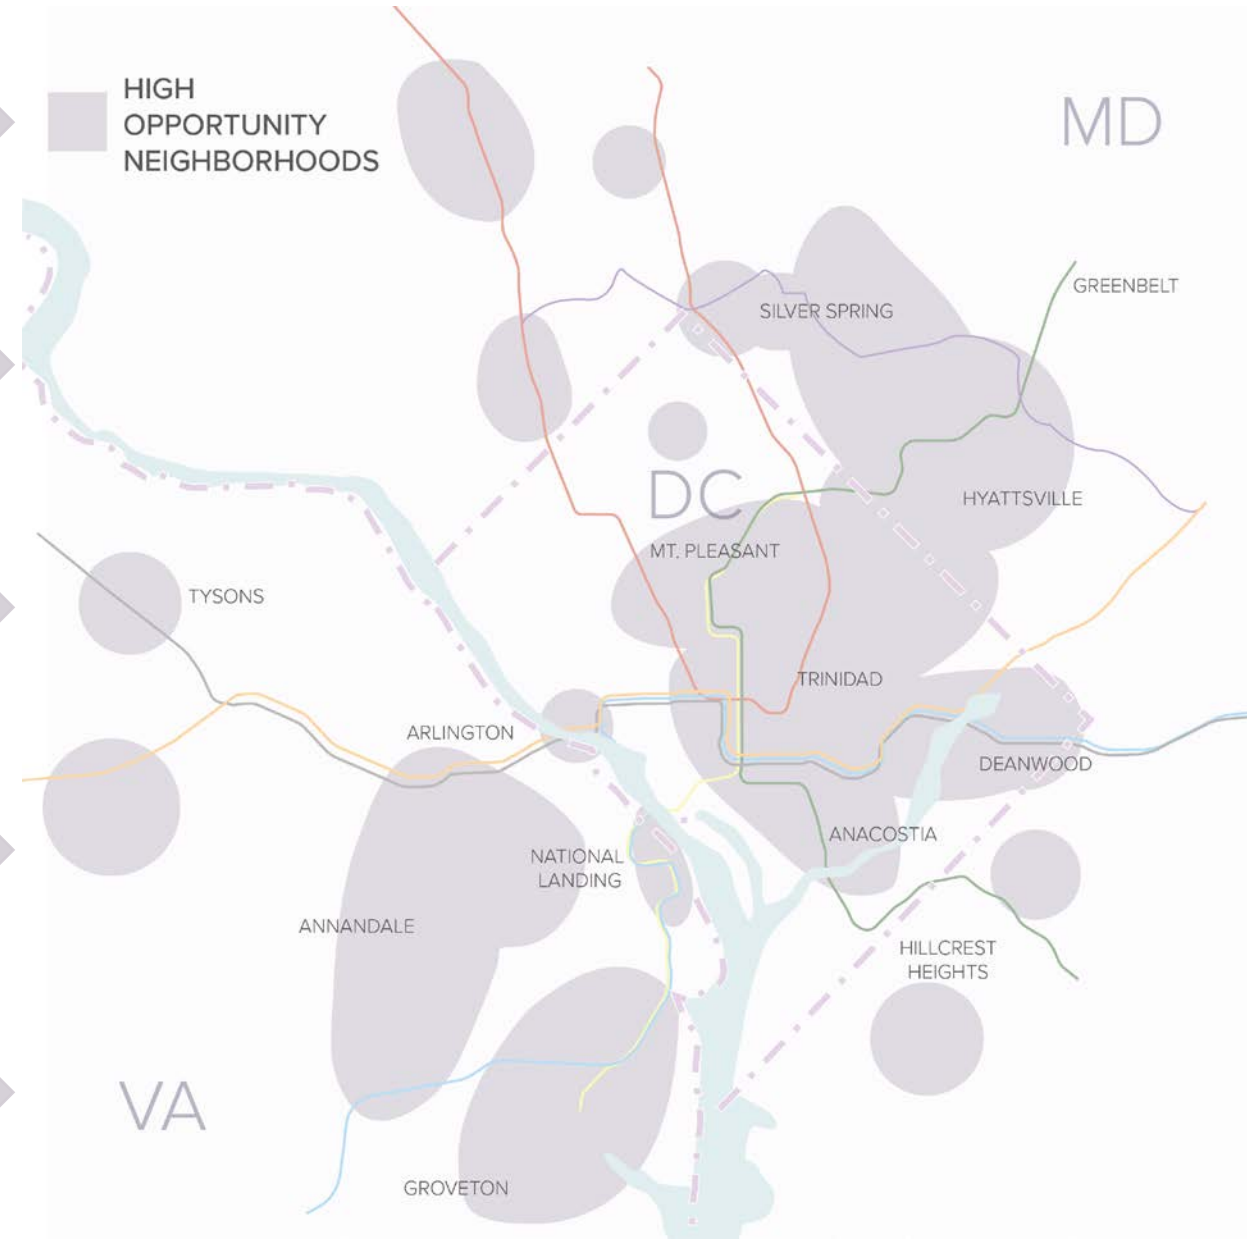 HIGH
OPPORTUNITY
NEIGHBORHOODS
MD
GREENBELT
SILVER SPRING
DC
HYATTSVILLE
MT. PLEASANT
TYSONS
TRINIDAD
ARLINGTON
DEANWOOD
ANACOSTIA
NATIONAL
LANDING
ANNANDALE
HILLCREST
HEIGHTS
VA
GROVETON